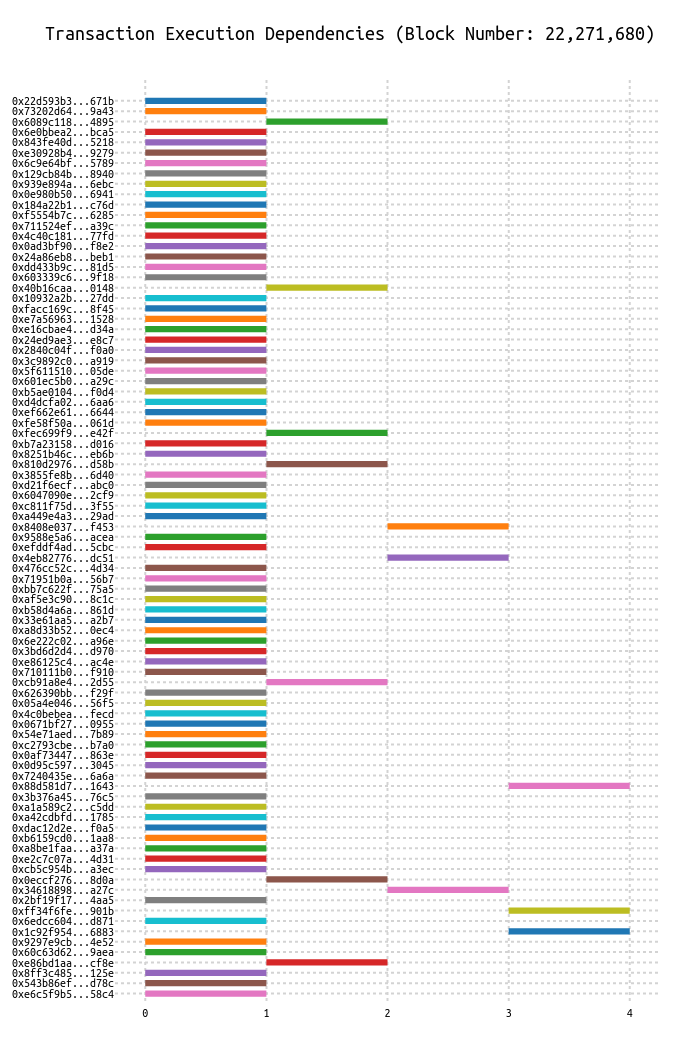 Transaction Execution Dependencies (Block Number: 22,271,680)
0x22d593b3...671b
0x73202d64...9a43
0x6089c118...4895
0x6e0bbea2...bca5
0x843fe40d...5218
0xe30928b4...9279
0x6c9e64bf...5789
0x129cb84b...8940
0x939e894a...6ebc
0x0e980b50...6941
0x184a22b1...c76d
0xf5554b7c...6285
0x711524ef...a39c
0x4c40c181...77fd
0x0ad3bf90...f8e2
0x24a86eb8...beb1
0xdd433b9c...81d5
0x603339c6...9f18
0x40b16caa...0148
0x10932a2b...27dd
0xfacc169c...8f45
0xe7a56963...1528
0xe16cbae4...d34a
0x24ed9ae3...e8c7
0x2840c04f...f0a0
0x3c9892c0...a919
0x5f611510...05de
0x601ec5b0...a29c
0xb5ae0104...f0d4
0xd4dcfa02...6aa6
0xef662e61...6644
0xfe58f50a...061d
0xfec699f9...e42f
0xb7a23158...d016
0x8251b46c...eb6b
0x810d2976...d58b
0x3855fe8b...6d40
0xd21f6ecf...abc0
0x6047090e...2cf9
0xc811f75d...3f55
0xa449e4a3...29ad
0x8408e037...f453
0x9588e5a6...acea
0xefddf4ad...5cbc
0x4eb82776...dc51
0x476cc52c...4d34
0x71951b0a...56b7
0xbb7c622f...75a5
0xaf5e3c90...8c1c
0xb58d4a6a...861d
0x33e61aa5...a2b7
0xa8d33b52...0ec4
0x6e222c02...a96e
0x3bd6d2d4...d970
0xe86125c4...ac4e
0x710111b0...f910
0xcb91a8e4...2d55
0x626390bb...f29f
0x05a4e046...56f5
0x4c0bebea...fecd
0x0671bf27...0955
0x54e71aed...7b89
0xc2793cbe...b7a0
0x0af73447...863e
0x0d95c597...3045
0x7240435e...6a6a
0x88d581d7...1643
0x3b376a45...76c5
0xa1a589c2...c5dd
0xa42cdbfd...1785
0xdac12d2e...f0a5
0xb6159cd0...1aa8
0xa8be1faa...a37a
0xe2c7c07a...4d31
0xcb5c954b...a3ec
0x0eccf276...8d0a
0x34618898...a27c
0x2bf19f17...4aa5
0xff34f6fe...901b
0x6edcc604...d871
0x1c92f954...6883
0x9297e9cb...4e52
0x60c63d62...9aea
0xe86bd1aa...cf8e
0x8ff3c485...125e
0x543b86ef...d78c
0xe6c5f9b5...58c4
0 1 2 3 4